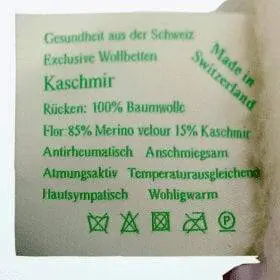 Gesundheit aus der Schweiz
Exclusive Wollbetten
Kaschmir
Made in
Switzerland
Rücken: 100% Baumwolle
Flor: 85% Merino velour 15% Kaschmir
Antirheumatisch Anschmiegsam
Atmungsaktiv Temperaturausgleichend
Hautsympatisch Wohligwarm
P